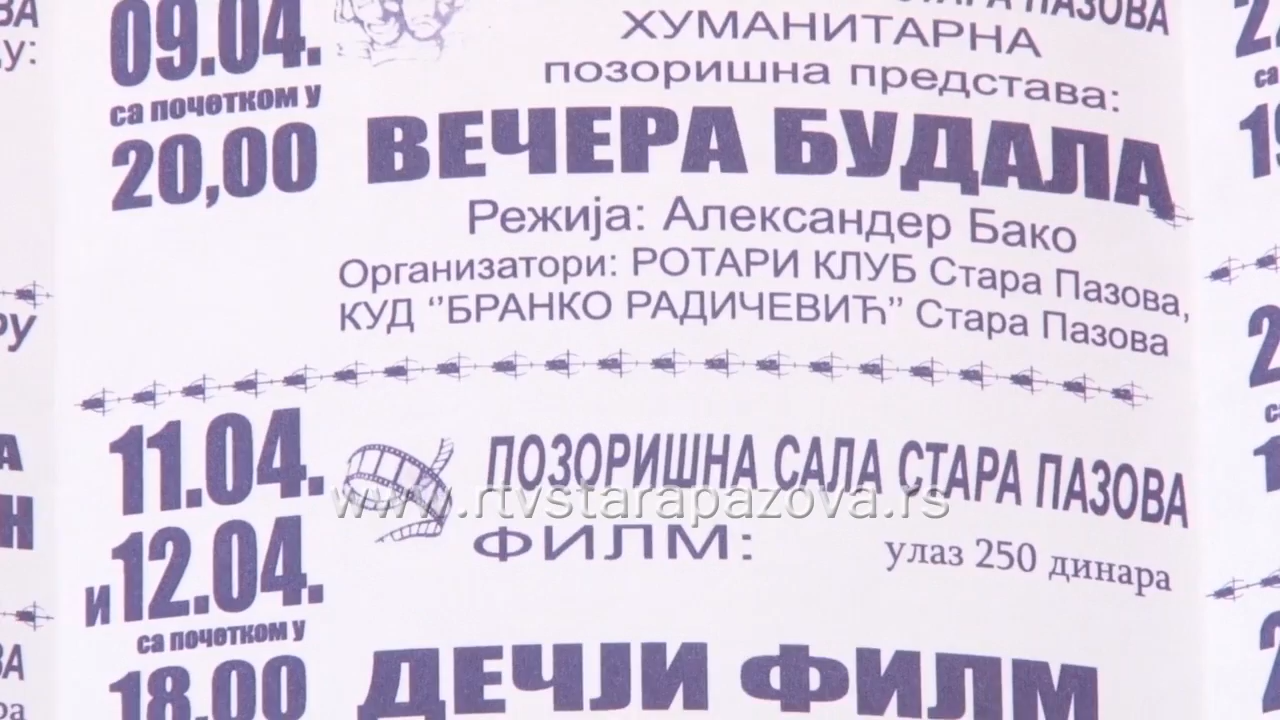 09.04.
са почетком у
20,00
СТАРА ПАЗОВА
ХУМАНИТАРНА
позоришна представа:
ВЕЧЕРА БУДАЛА
Режија: Александер Бако
Организатори: РОТАРИ КЛУБ Стара Пазова,
КУД ‘’БРАНКО РАДИЧЕВИЋ’’ Стара Пазова
11.04.
и 12.04.
са почетком у
18,00
ПОЗОРИШНА САЛА СТАРА ПАЗОВА
www.rtvstarapazova.rs
ФИЛМ:
улаз 250 динара
ДЕЧЈИ ФИЛМ